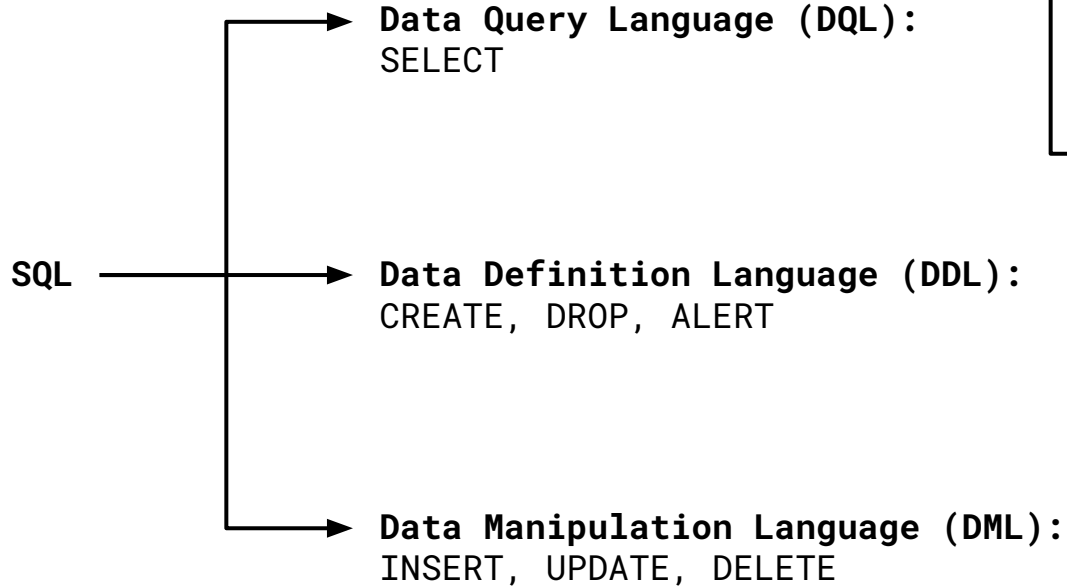 Data Query Language (DQL):
SELECT
SQL
Data Definition Language (DDL):
CREATE, DROP, ALERT
Data Manipulation Language (DML):
INSERT, UPDATE, DELETE